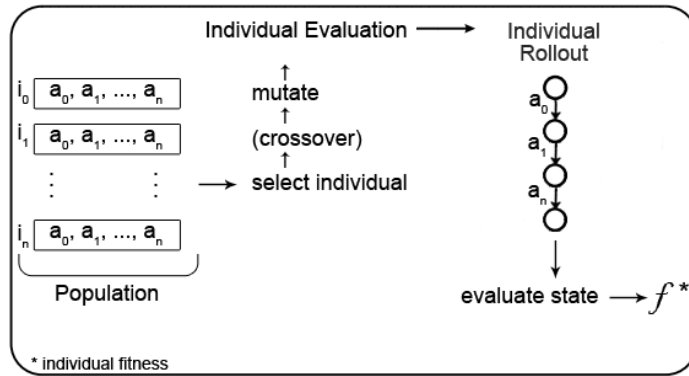 Individual Evaluation → Individual
Rollout
mutate
(crossover)
select individual
i₀ a₀, a₁, ..., aₙ
i₁ a₀, a₁, ..., aₙ
⋮ ⋮
iₙ a₀, a₁, ..., aₙ
Population
a₀
a₁
aₙ
evaluate state → f*
* individual fitness